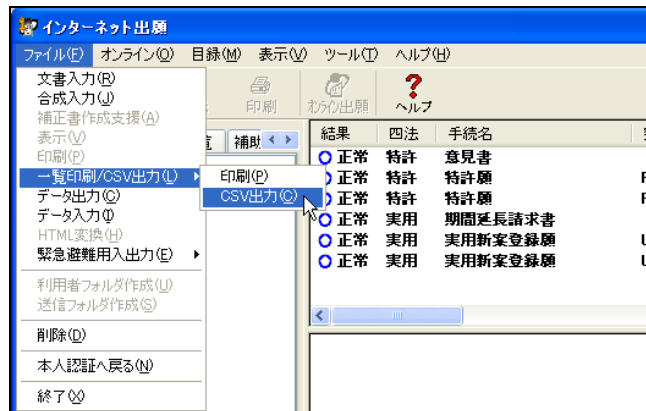 インターネット出願
ファイル(F) オンライン(O) 目録(M) 表示(V) ツール(T) ヘルプ(H)
印刷 オンライン出願 ヘルプ
補助
文書入力(R)
合成入力(J)
補正書作成支援(A)
表示(V)
印刷(P)
一覧印刷/CSV出力(L)
データ出力(C)
データ入力(I)
HTML変換(H)
緊急避難用入出力(E)
利用者フォルダ作成(U)
送信フォルダ作成(S)
削除(D)
本人認証へ戻る(N)
終了(X)
印刷(P)
CSV出力(C)
結果 四法 手続名
正常 特許 意見書
正常 特許 特許願
正常 特許 特許願
正常 実用 期間延長請求書
正常 実用 実用新案登録願
正常 実用 実用新案登録願